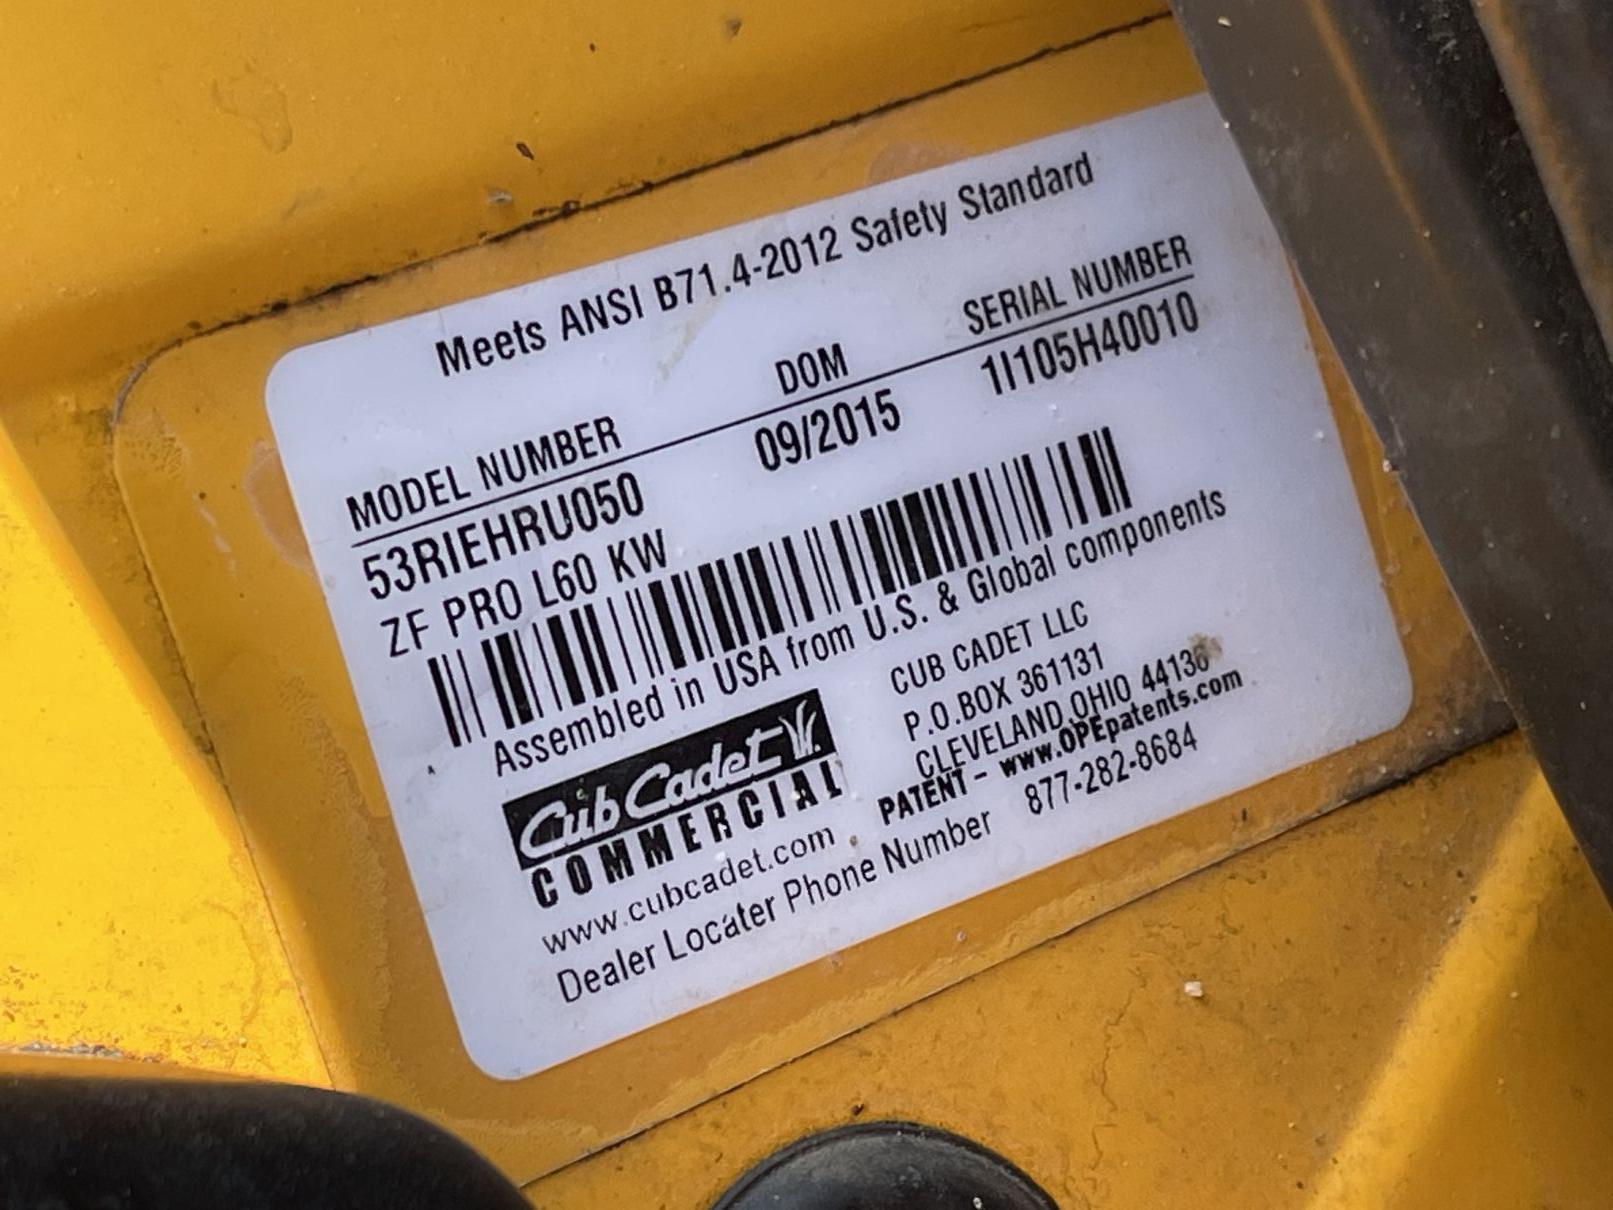 Meets ANSI B71.4-2012 Safety Standard
MODEL NUMBER DOM SERIAL NUMBER
53RIEHRU050 09/2015 1I105H40010
ZF PRO L60 KW
Assembled in USA from U.S. & Global components
Cub Cadet
COMMERCIAL
www.cubcadet.com
CUB CADET LLC
P.O.BOX 361131
CLEVELAND,OHIO 44136
PATENT - www.OPEpatents.com
Dealer Locater Phone Number 877-282-8684